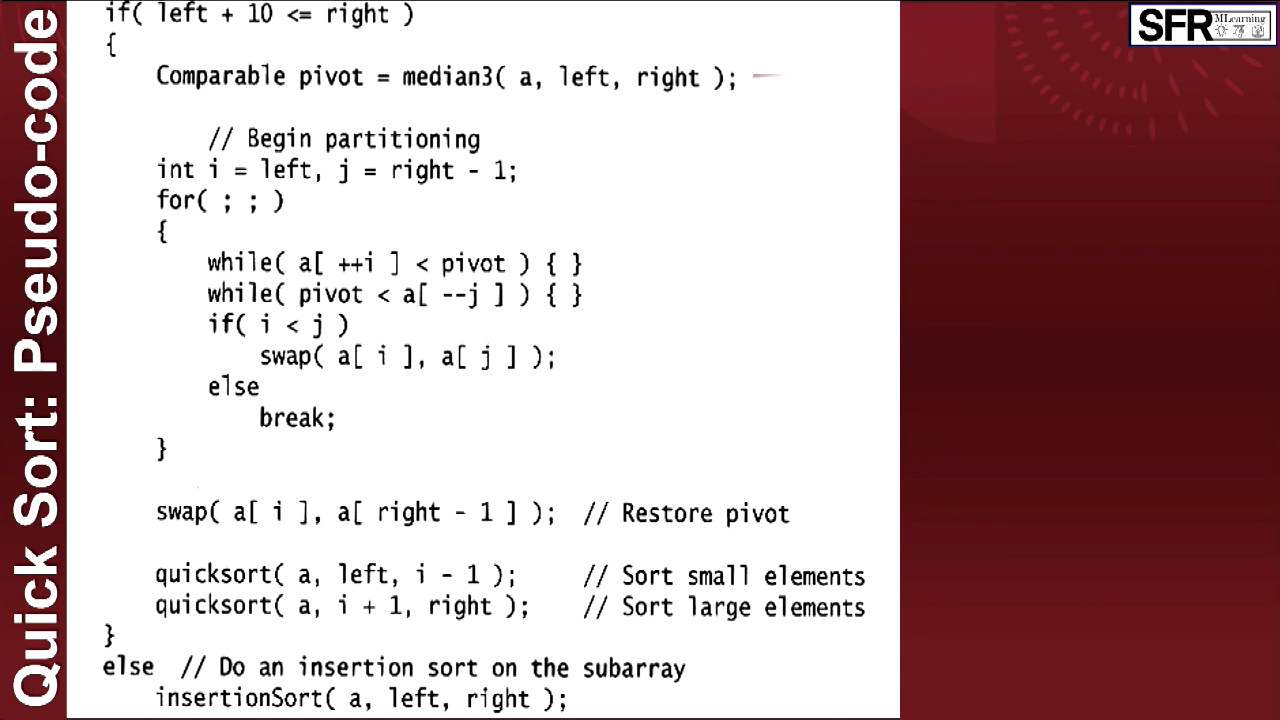 Quick Sort: Pseudo-code
SFR MLearning
if( left + 10 <= right )
{
Comparable pivot = median3( a, left, right );
// Begin partitioning
int i = left, j = right - 1;
for( ; ; )
{
while( a[ ++i ] < pivot ) { }
while( pivot < a[ --j ] ) { }
if( i < j )
swap( a[ i ], a[ j ] );
else
break;
}
swap( a[ i ], a[ right - 1 ] ); // Restore pivot
quicksort( a, left, i - 1 ); // Sort small elements
quicksort( a, i + 1, right ); // Sort large elements
}
else // Do an insertion sort on the subarray
insertionSort( a, left, right );